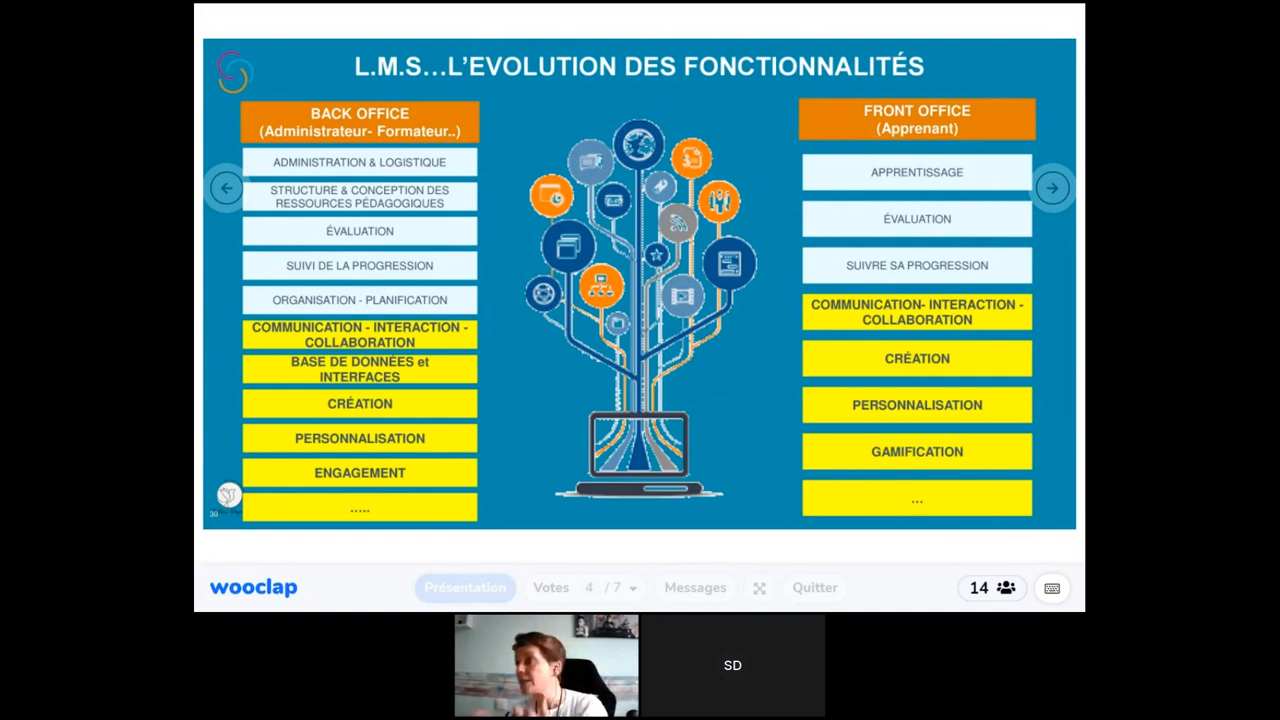 L.M.S...L'EVOLUTION DES FONCTIONNALITÉS
BACK OFFICE
(Administrateur- Formateur..)
ADMINISTRATION & LOGISTIQUE
STRUCTURE & CONCEPTION DES
RESSOURCES PÉDAGOGIQUES
ÉVALUATION
SUIVI DE LA PROGRESSION
ORGANISATION - PLANIFICATION
COMMUNICATION - INTERACTION -
COLLABORATION
BASE DE DONNÉES et
INTERFACES
CRÉATION
PERSONNALISATION
ENGAGEMENT
.....
FRONT OFFICE
(Apprenant)
APPRENTISSAGE
ÉVALUATION
SUIVRE SA PROGRESSION
COMMUNICATION- INTERACTION -
COLLABORATION
CRÉATION
PERSONNALISATION
GAMIFICATION
...
30
wooclap
Présentation
Votes 4 / 7
Messages
Quitter
14
SD